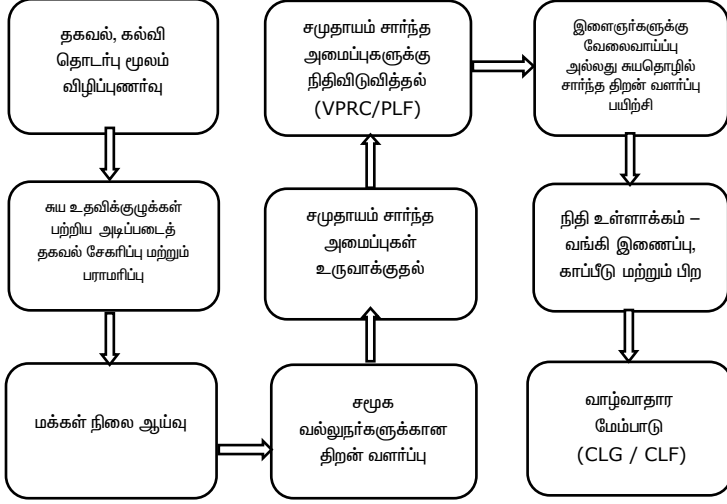 தகவல், கல்வி
தொடர்பு மூலம்
விழிப்புணர்வு
சுய உதவிக்குழுக்கள்
பற்றிய அடிப்படைத்
தகவல் சேகரிப்பு மற்றும்
பராமரிப்பு
மக்கள் நிலை ஆய்வு
சமூக
வல்லுநர்களுக்கான
திறன் வளர்ப்பு
சமுதாயம் சார்ந்த
அமைப்புகள்
உருவாக்குதல்
சமுதாயம் சார்ந்த
அமைப்புகளுக்கு
நிதிவிடுவித்தல்
(VPRC/PLF)
இளைஞர்களுக்கு
வேலைவாய்ப்பு
அல்லது சுயதொழில்
சார்ந்த திறன் வளர்ப்பு
பயிற்சி
நிதி உள்ளாக்கம் –
வங்கி இணைப்பு,
காப்பீடு மற்றும் பிற
வாழ்வாதார
மேம்பாடு
(CLG / CLF)